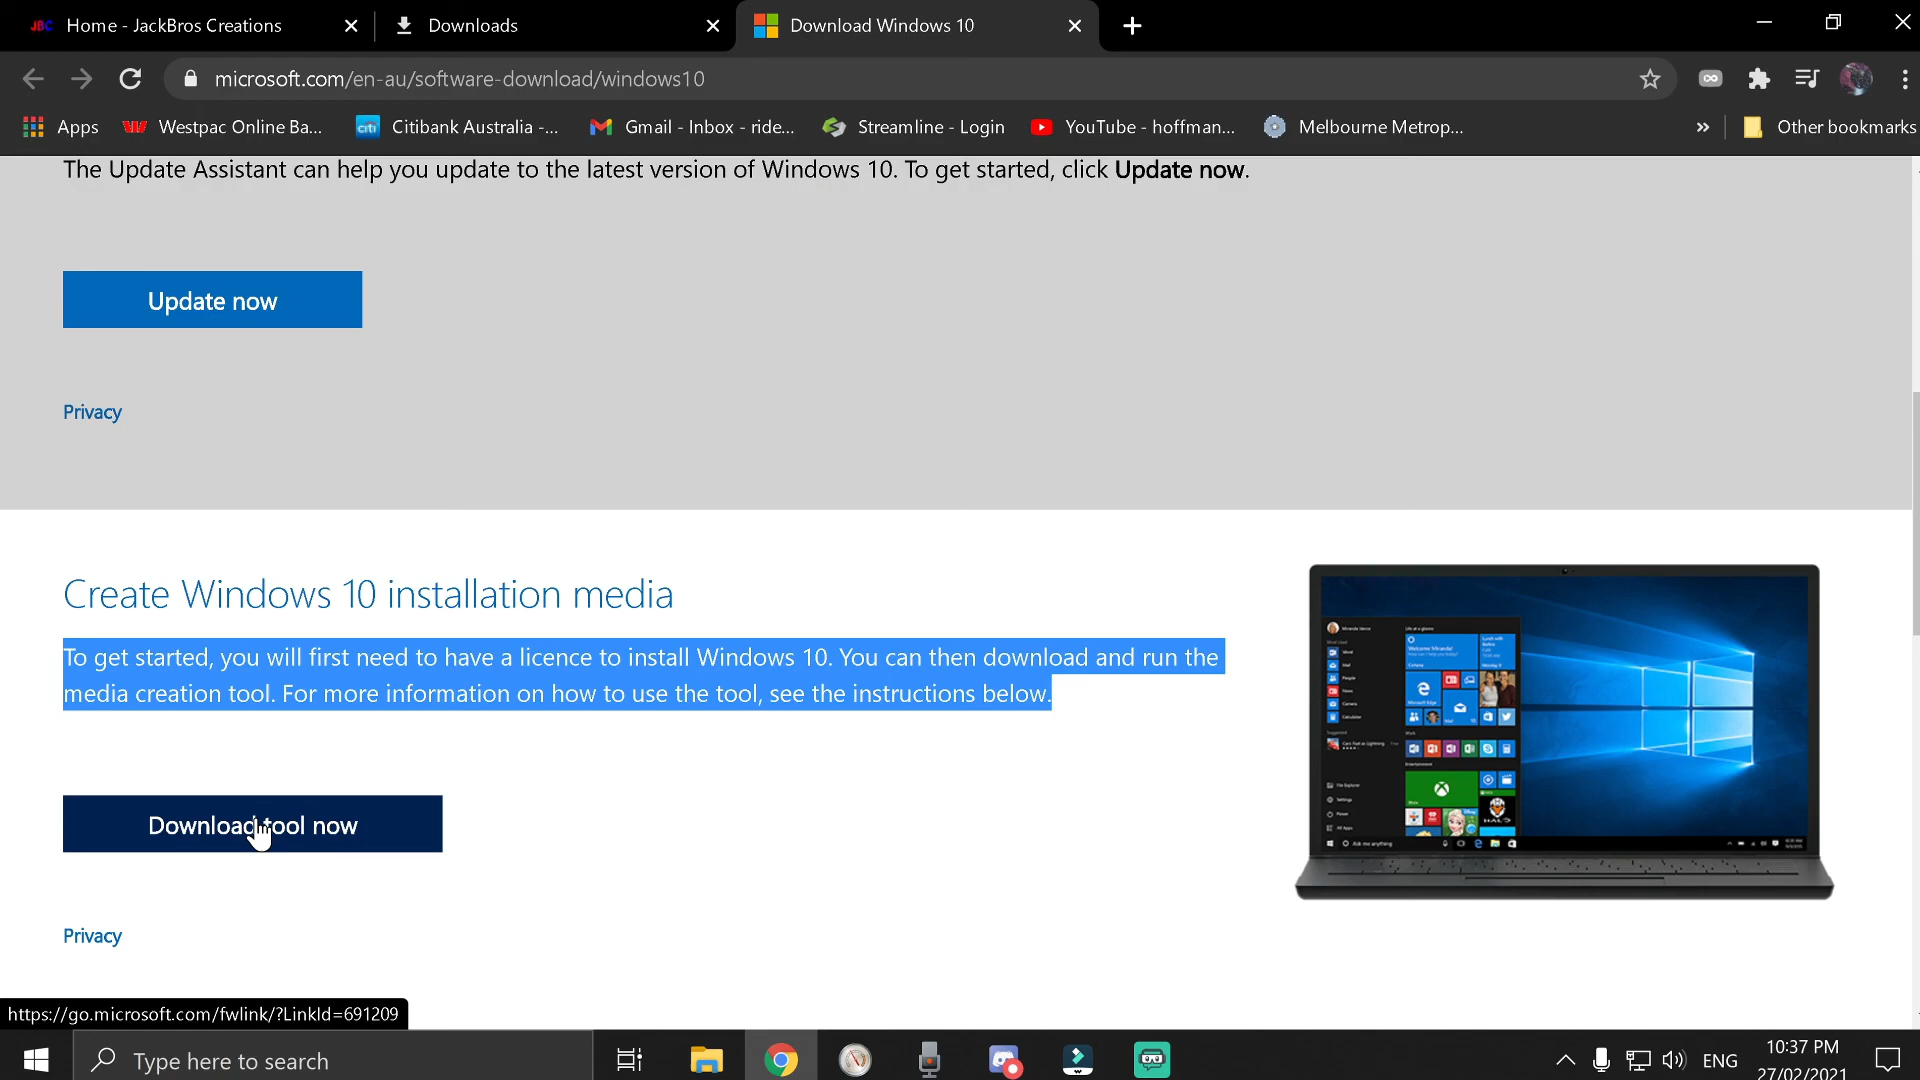 JBC Home - JackBros Creations Downloads Download Windows 10
microsoft.com/en-au/software-download/windows10
Apps Westpac Online Ba... citi Citibank Australia -... Gmail - Inbox - ride... Streamline - Login YouTube - hoffman... Melbourne Metrop... » Other bookmarks
The Update Assistant can help you update to the latest version of Windows 10. To get started, click Update now.
Update now
Privacy
Create Windows 10 installation media
To get started, you will first need to have a licence to install Windows 10. You can then download and run the
media creation tool. For more information on how to use the tool, see the instructions below.
Download tool now
Privacy
https://go.microsoft.com/fwlink/?LinkId=691209
Type here to search
ENG
10:37 PM
27/02/2021